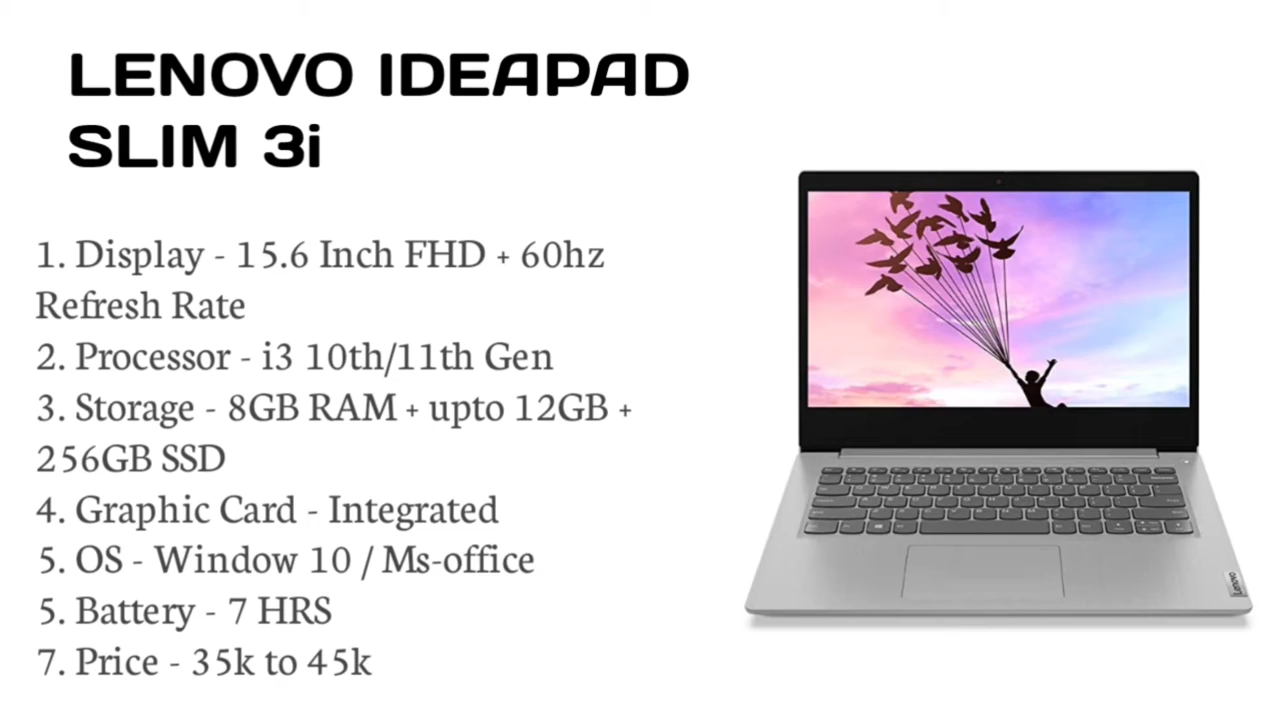 LENOVO IDEAPAD
SLIM 3i
1. Display - 15.6 Inch FHD + 60hz
Refresh Rate
2. Processor - i3 10th/11th Gen
3. Storage - 8GB RAM + upto 12GB +
256GB SSD
4. Graphic Card - Integrated
5. OS - Window 10 / Ms-office
5. Battery - 7 HRS
7. Price - 35k to 45k
Lenovo